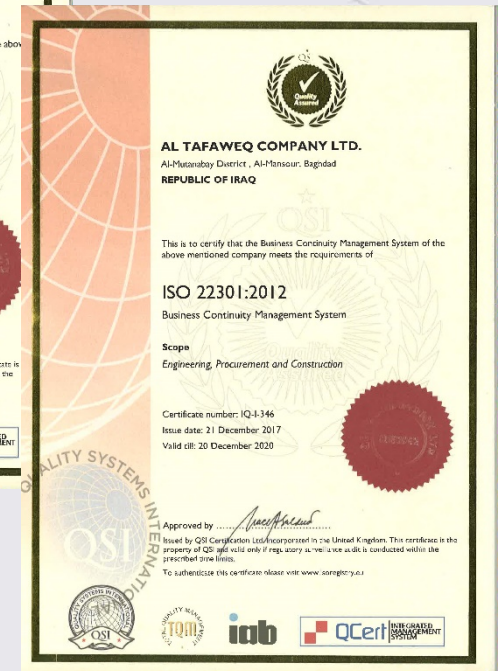 above
cate is
the
ED
MENT
QSI
Quality
Assured
AL TAFAWEQ COMPANY LTD.
Al-Mutanabay District , Al-Mansour, Baghdad
REPUBLIC OF IRAQ
This is to certify that the Business Continuity Management System of the
above mentioned company meets the requirements of
ISO 22301:2012
Business Continuity Management System
Scope
Engineering, Procurement and Construction
Certificate number: IQ-I-346
Issue date: 21 December 2017
Valid till: 20 December 2020
QUALITY SYSTEMS INTERNATIONAL
QSI
Approved by
Issued by QSI Certification Ltd, incorporated in the United Kingdom. This certificate is the
property of QSI and valid only if regulatory surveillance audit is conducted within the
prescribed time limits.
To authenticate this certificate please visit www.isoregistry.eu
QSI
TQM
iab
QCert INTEGRATED
MANAGEMENT
SYSTEM